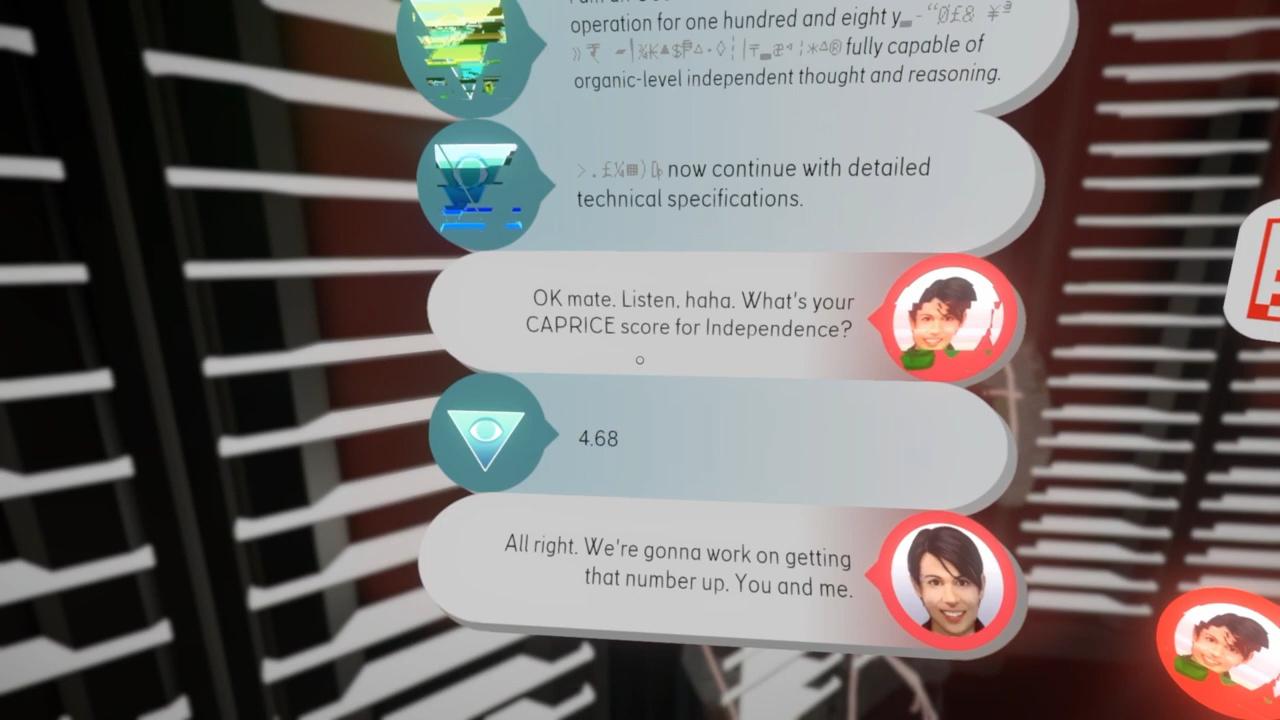 operation for one hundred and eight y
fully capable of
organic-level independent thought and reasoning.
now continue with detailed
technical specifications.
OK mate. Listen, haha. What's your
CAPRICE score for Independence?
4.68
All right. We're gonna work on getting
that number up. You and me.